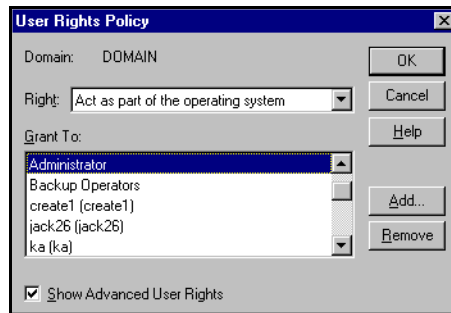 User Rights Policy
Domain: DOMAIN
OK
Right: Act as part of the operating system
Cancel
Grant To:
Help
Administrator
Backup Operators
create1 (create1)
jack26 (jack26)
ka (ka)
Add...
Remove
Show Advanced User Rights